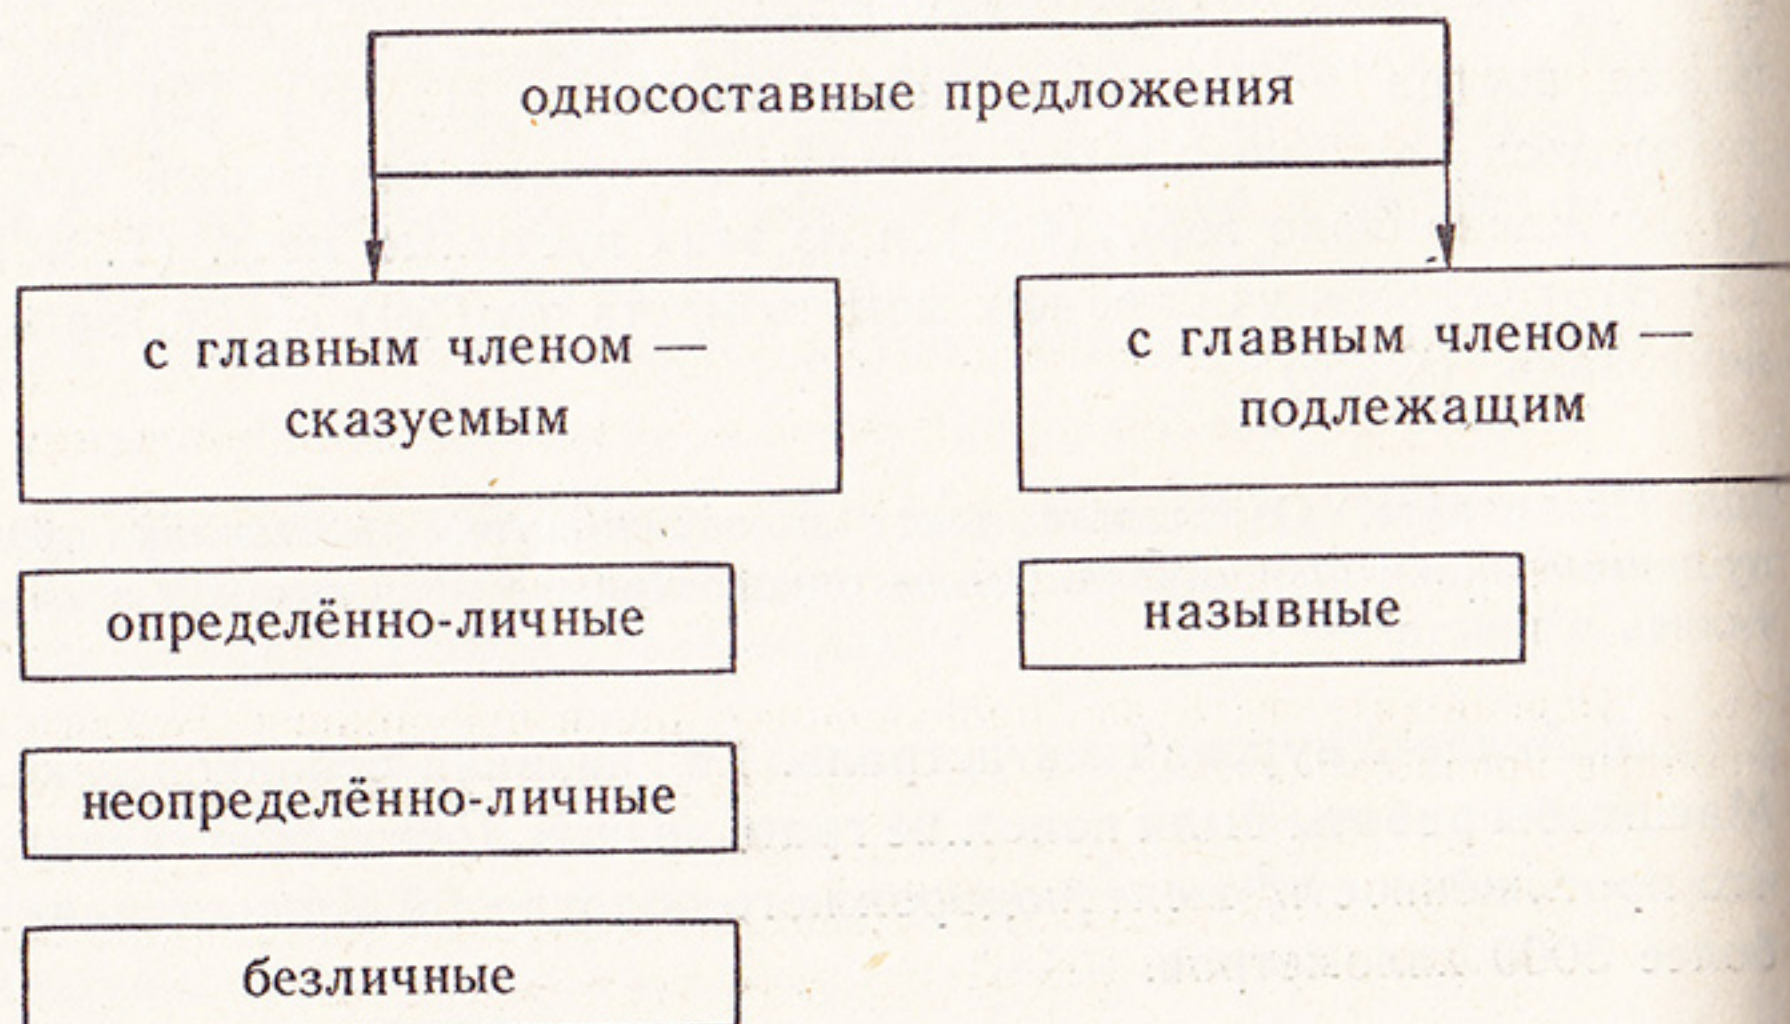 односоставные предложения
с главным членом —
сказуемым
с главным членом —
подлежащим
определённо-личные
назывные
неопределённо-личные
безличные